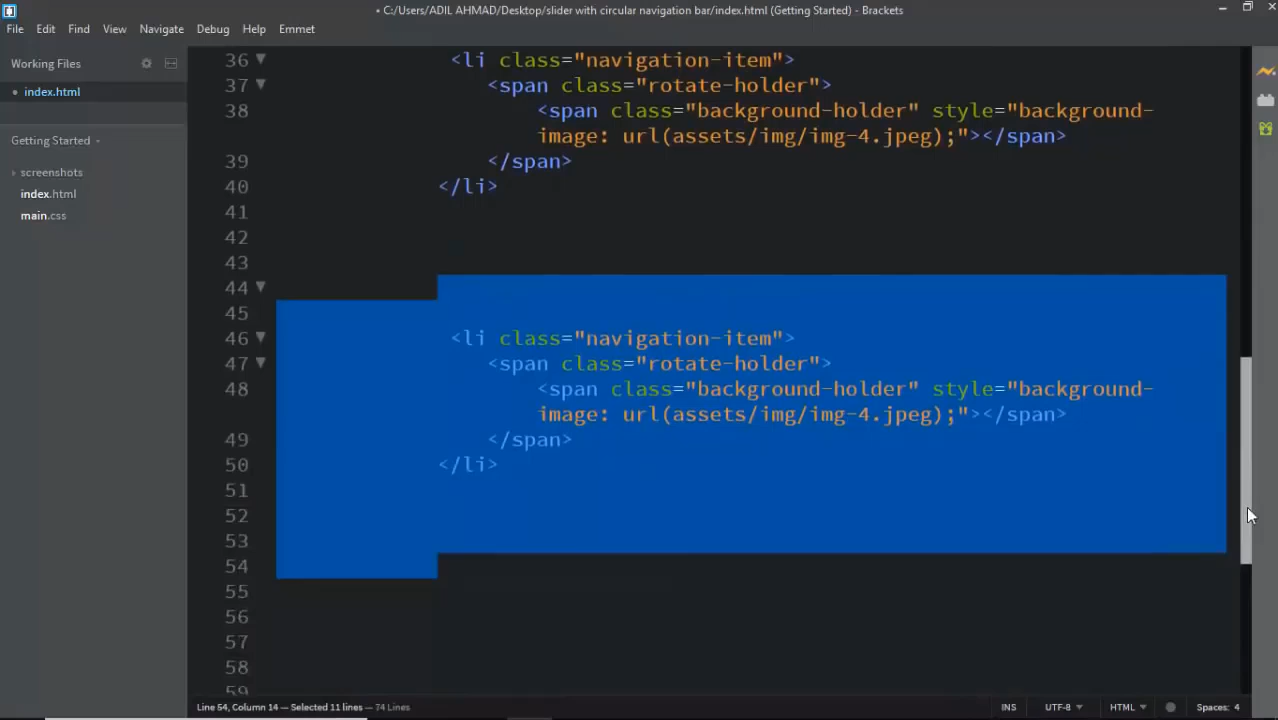 • C:/Users/ADIL AHMAD/Desktop/slider with circular navigation bar/index.html (Getting Started) - Brackets
File Edit Find View Navigate Debug Help Emmet
Working Files
• index.html
Getting Started
screenshots
index.html
main.css
36 <li class="navigation-item">
37 <span class="rotate-holder">
38 <span class="background-holder" style="background-
image: url(assets/img/img-4.jpeg);"></span>
39 </span>
40 </li>
41
42
43
44
45
46 <li class="navigation-item">
47 <span class="rotate-holder">
48 <span class="background-holder" style="background-
image: url(assets/img/img-4.jpeg);"></span>
49 </span>
50 </li>
51
52
53
54
55
56
57
58
59
Line 54, Column 14 — Selected 11 lines — 74 Lines
INS UTF-8 HTML Spaces: 4